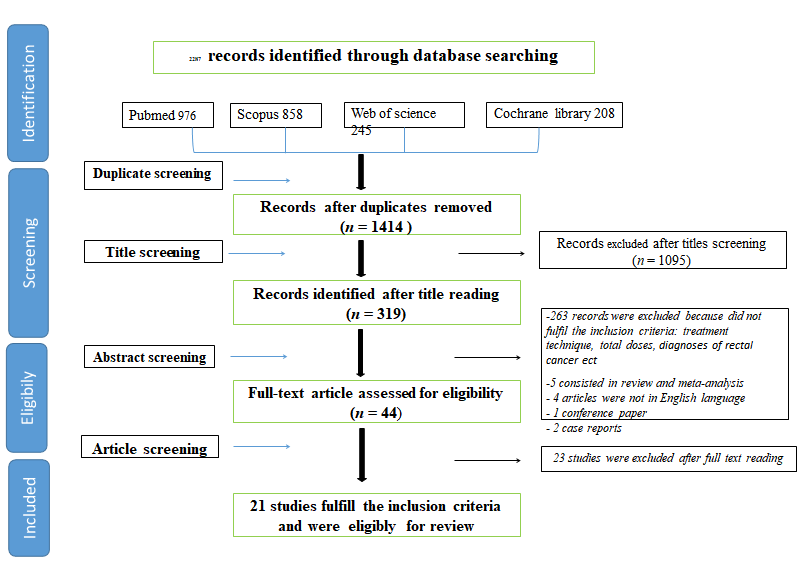 Identification
2287 records identified through database searching
Pubmed 976
Scopus 858
Web of science
245
Cochrane library 208
Screening
Duplicate screening
Records after duplicates removed
(n = 1414 )
Title screening
Records excluded after titles screening
(n = 1095)
Records identified after title reading
(n = 319)
Eligibily
-263 records were excluded because did not
fulfil the inclusion criteria: treatment
technique, total doses, diagnoses of rectal
cancer ect
-5 consisted in review and meta-analysis
- 4 articles were not in English language
- 1 conference paper
- 2 case reports
Abstract screening
Full-text article assessed for eligibility
(n = 44)
Article screening
23 studies were excluded after full text reading
Included
21 studies fulfill the inclusion criteria
and were eligibly for review